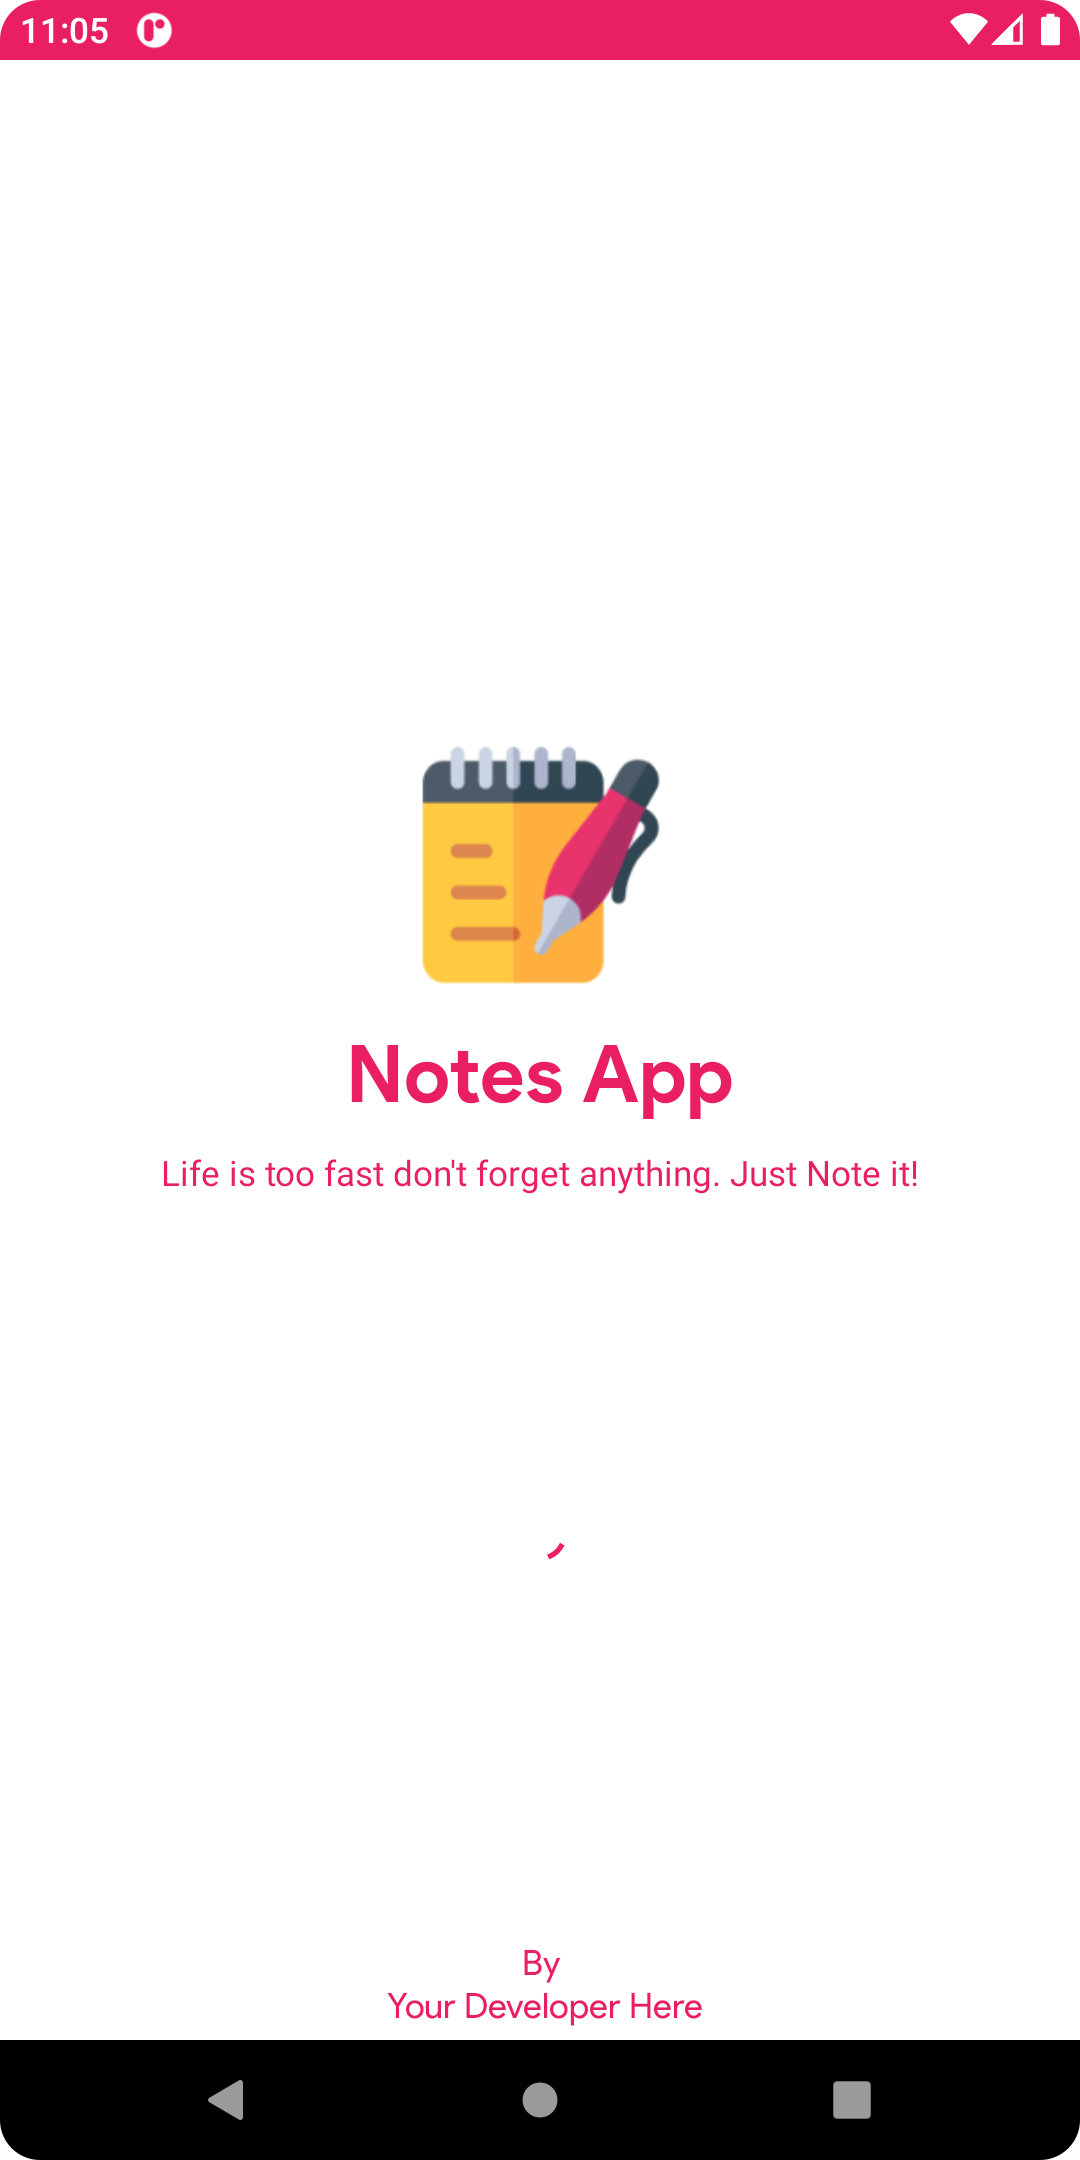 11:05
Notes App
Life is too fast don't forget anything. Just Note it!
By
Your Developer Here